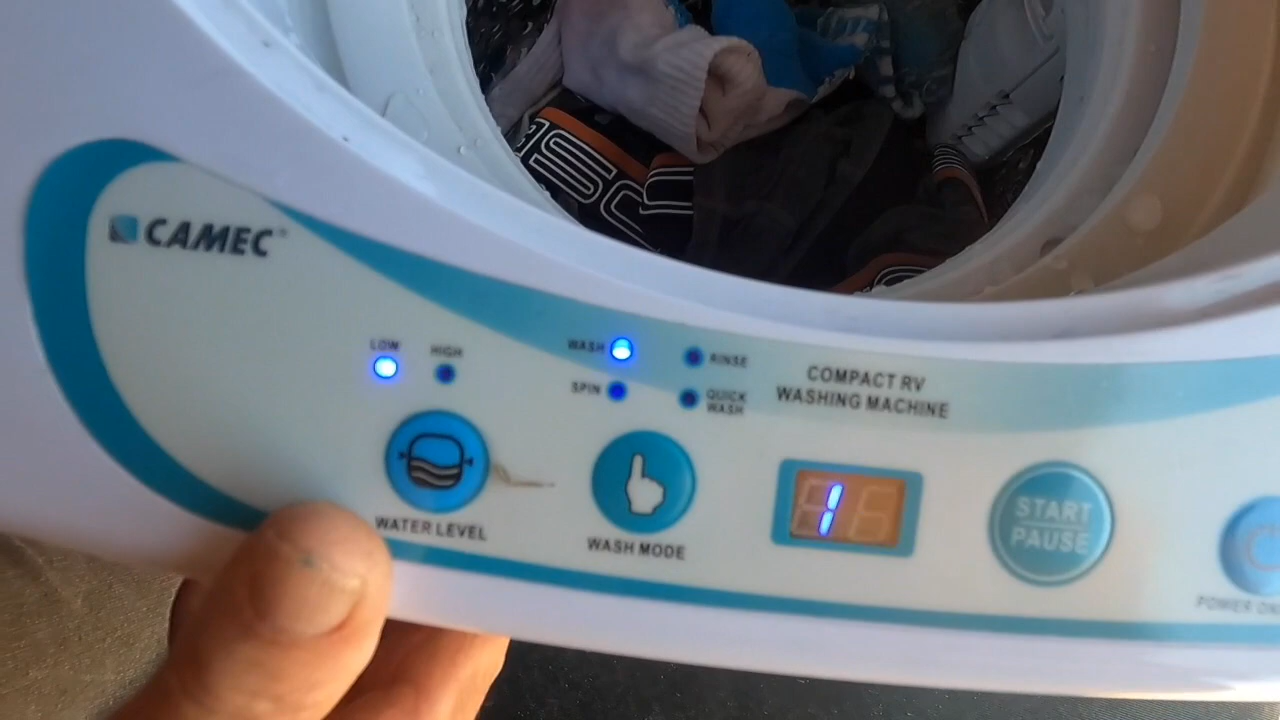 CAMEC
LOW
HIGH
WASH
RINSE
SPIN
QUICK
WASH
COMPACT RV
WASHING MACHINE
WATER LEVEL
WASH MODE
1
START
PAUSE
POWER